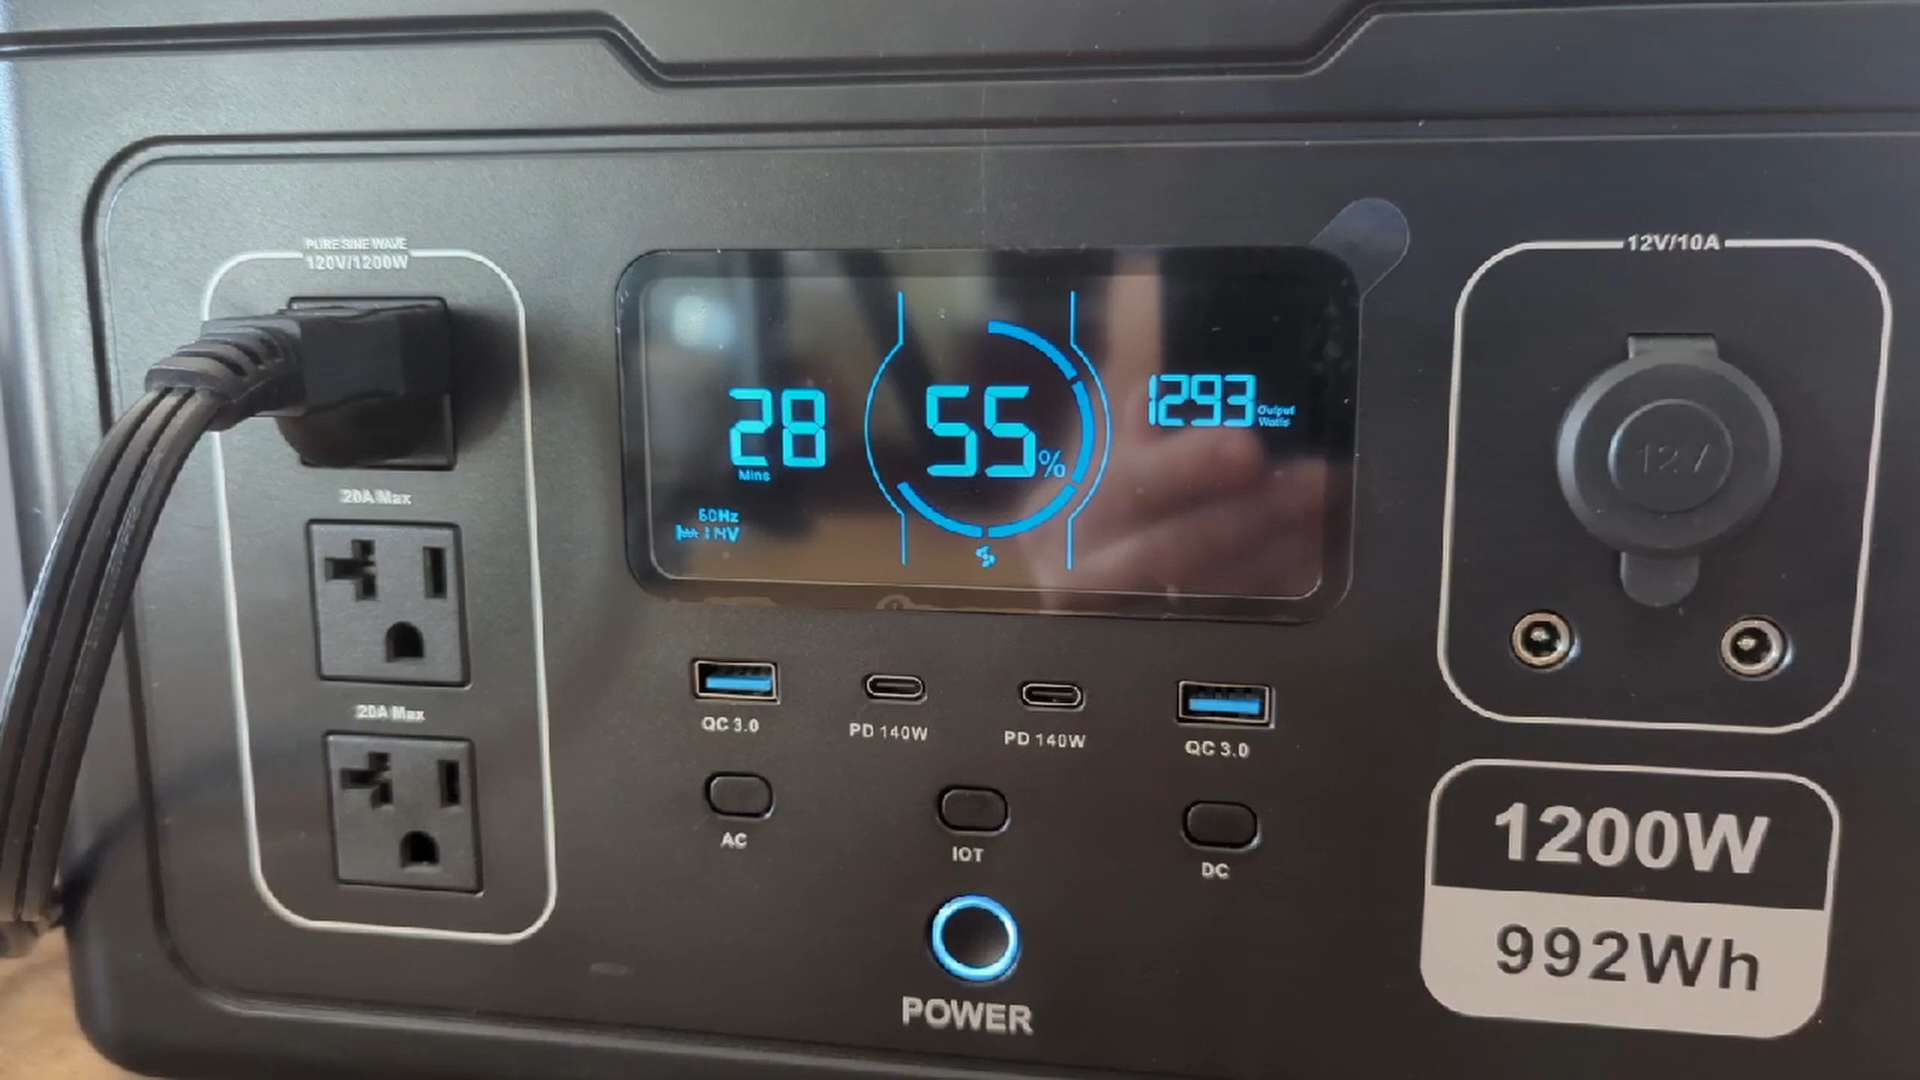 PURE SINE WAVE
120V/1200W
20A Max
20A Max
28
Mins
60Hz
55%
1293
Output
Watts
12V/10A
12V
QC 3.0
PD 140W
PD 140W
QC 3.0
AC
IOT
DC
POWER
1200W
992Wh